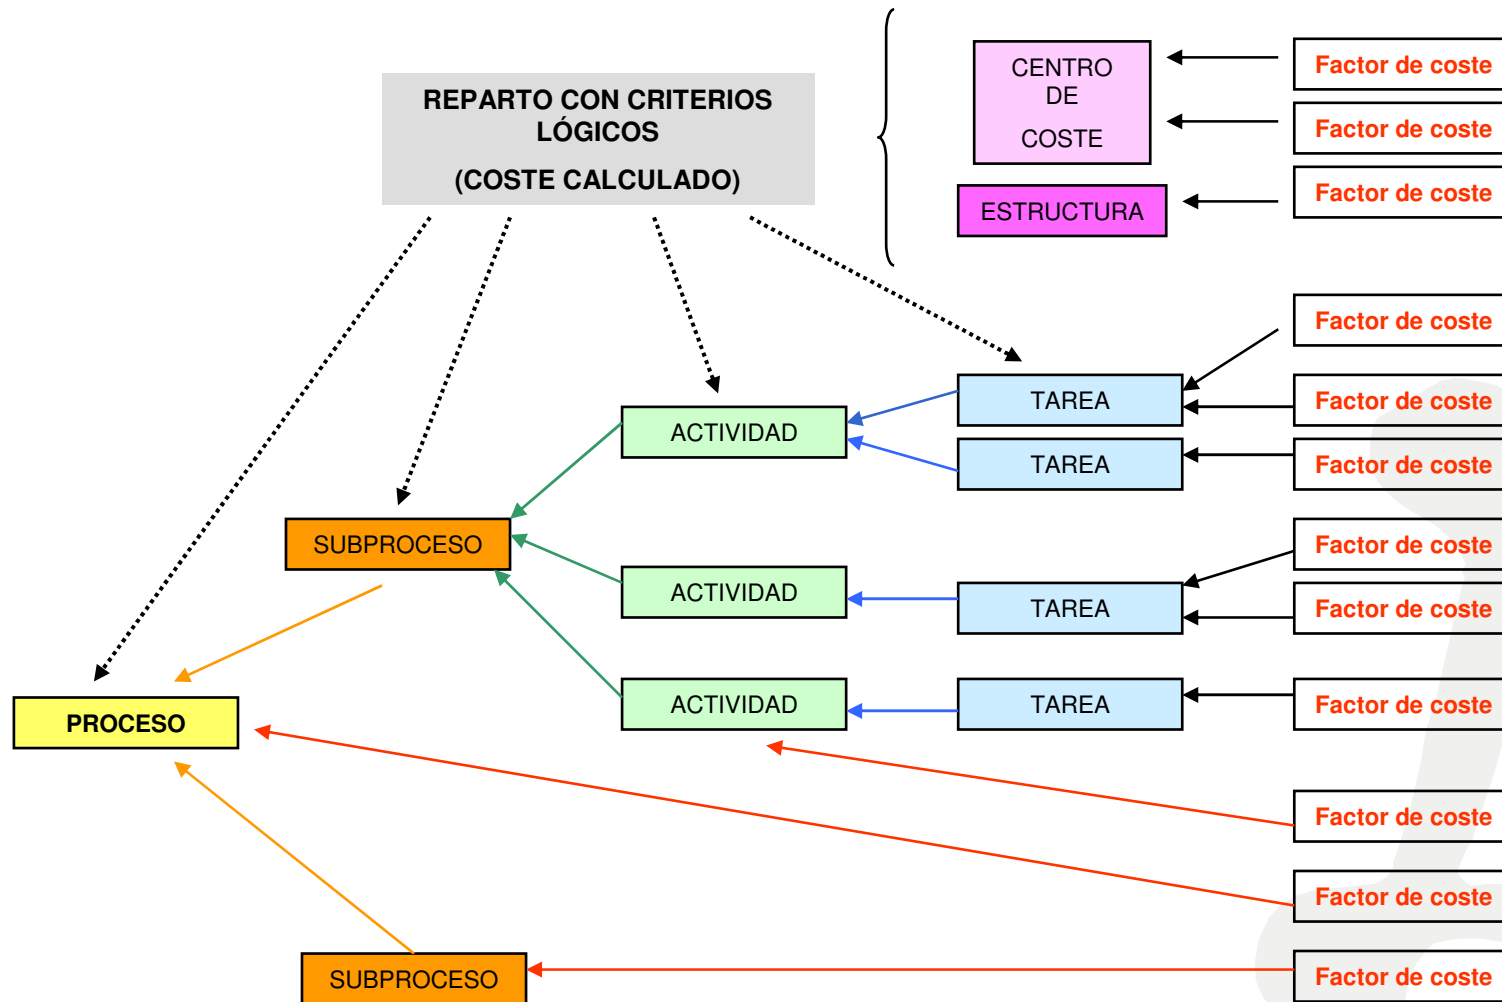 CENTRO
DE
COSTE
Factor de coste
REPARTO CON CRITERIOS
LÓGICOS
(COSTE CALCULADO)
Factor de coste
Factor de coste
ESTRUCTURA
Factor de coste
TAREA
Factor de coste
ACTIVIDAD
TAREA
Factor de coste
SUBPROCESO
Factor de coste
ACTIVIDAD
TAREA
Factor de coste
ACTIVIDAD
TAREA
Factor de coste
PROCESO
Factor de coste
Factor de coste
SUBPROCESO
Factor de coste